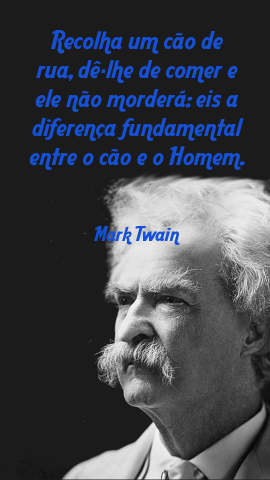 Recolha um cão de
rua, dê-lhe de comer e
ele não morderá: eis a
diferença fundamental
entre o cão e o Homem.
Mark Twain